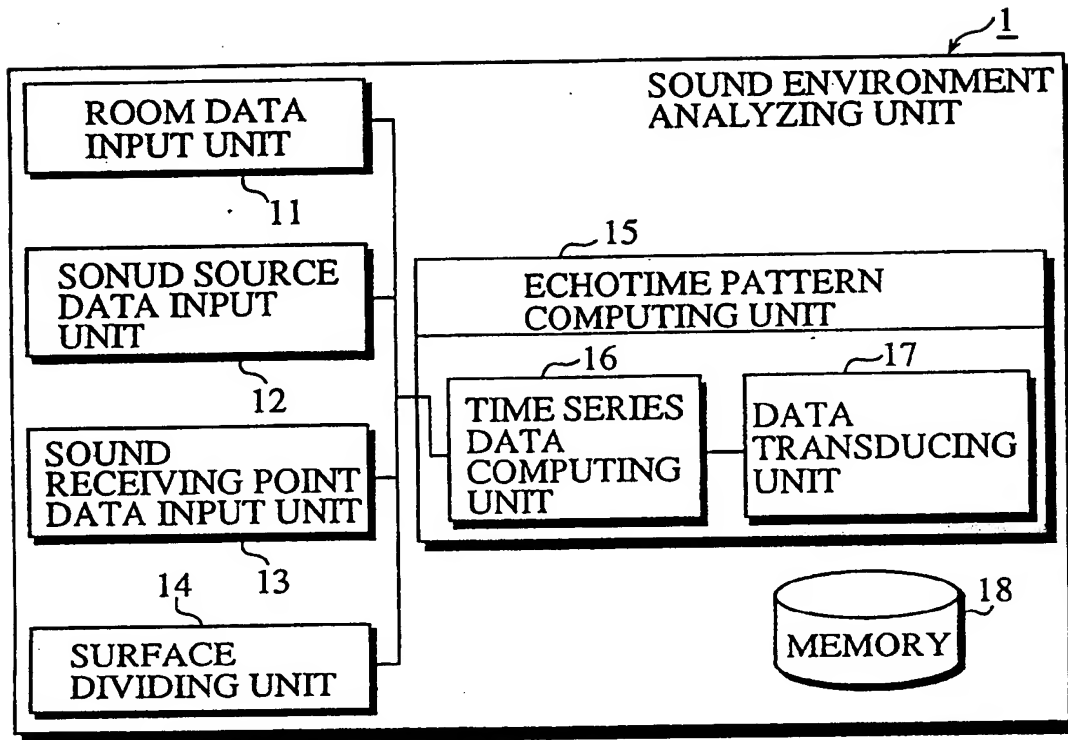 1
SOUND ENVIRONMENT
ANALYZING UNIT
ROOM DATA
INPUT UNIT
11
SONUD SOURCE
DATA INPUT
UNIT
12
SOUND
RECEIVING POINT
DATA INPUT UNIT
13
14
SURFACE
DIVIDING UNIT
15
ECHOTIME PATTERN
COMPUTING UNIT
16
TIME SERIES
DATA
COMPUTING
UNIT
17
DATA
TRANSDUCING
UNIT
18
MEMORY